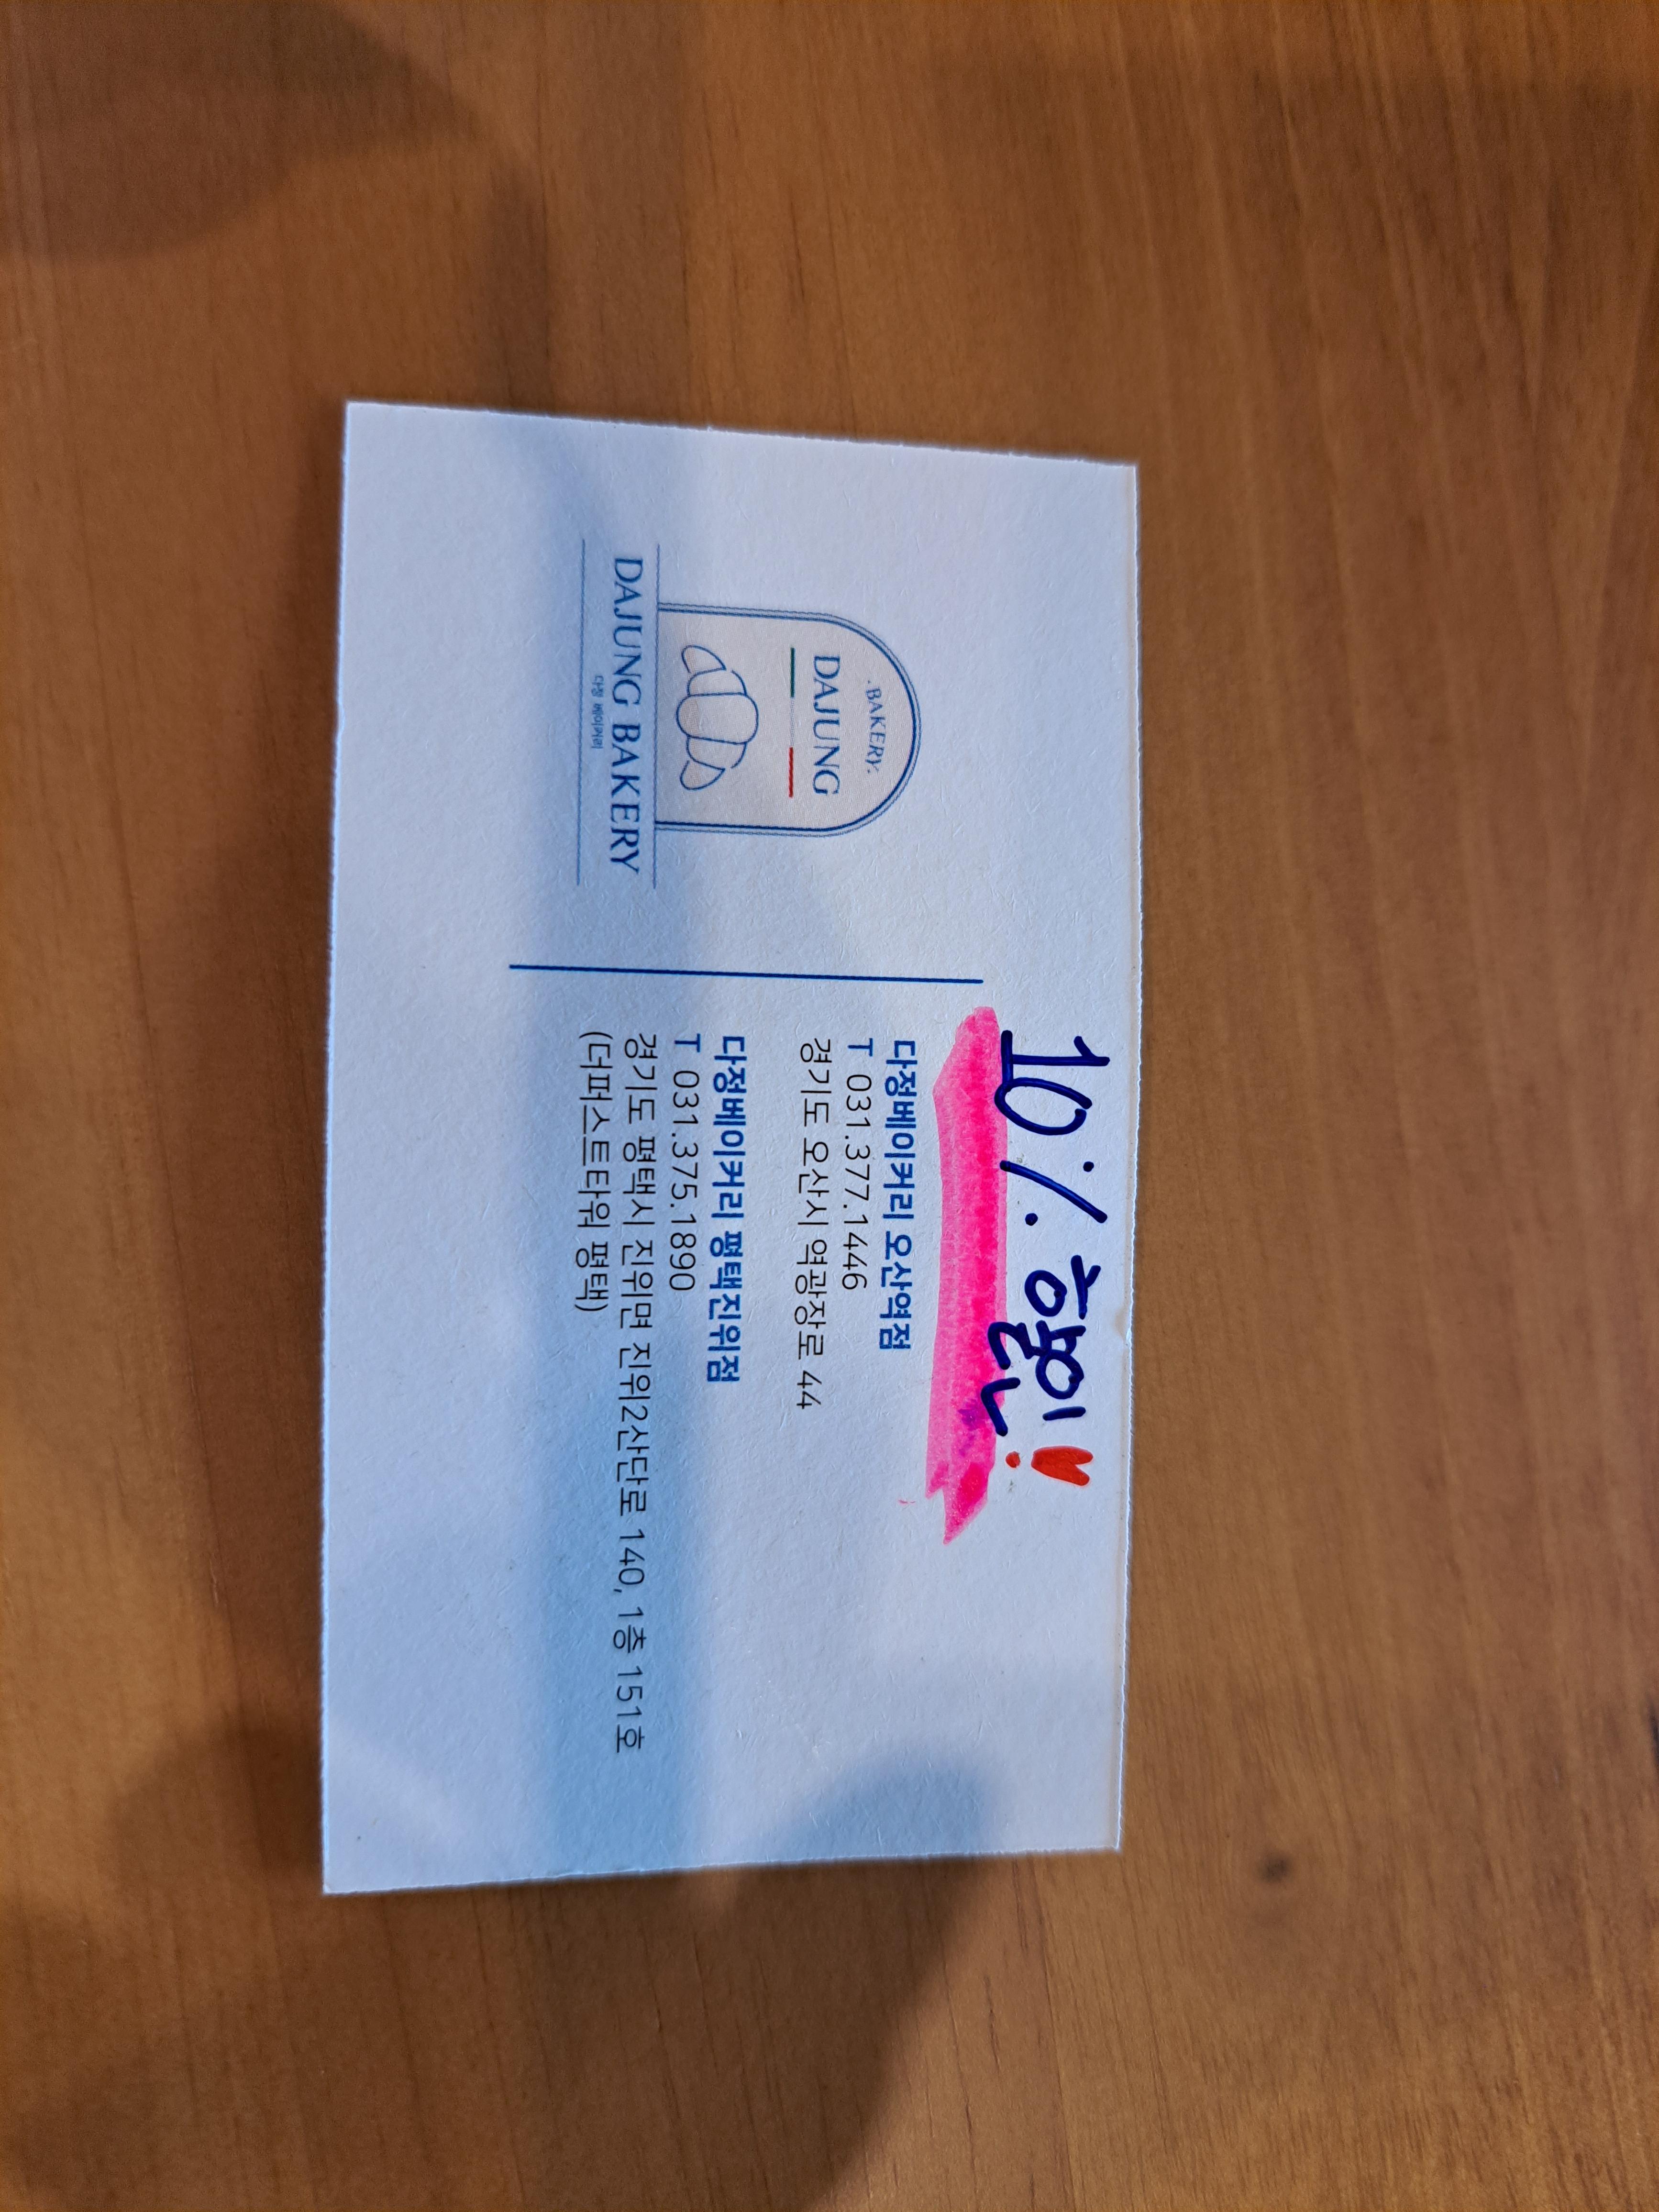 .BAKERY.
DAJUNG
DAJUNG BAKERY
다정 베이커리
10% 할인!
다정베이커리 오산역점
T 031.377.1446
경기도 오산시 역광장로 44
다정베이커리 평택진위점
T 031.375.1890
경기도 평택시 진위면 진위2산단로 140, 1층 151호
(더퍼스트타워 평택)